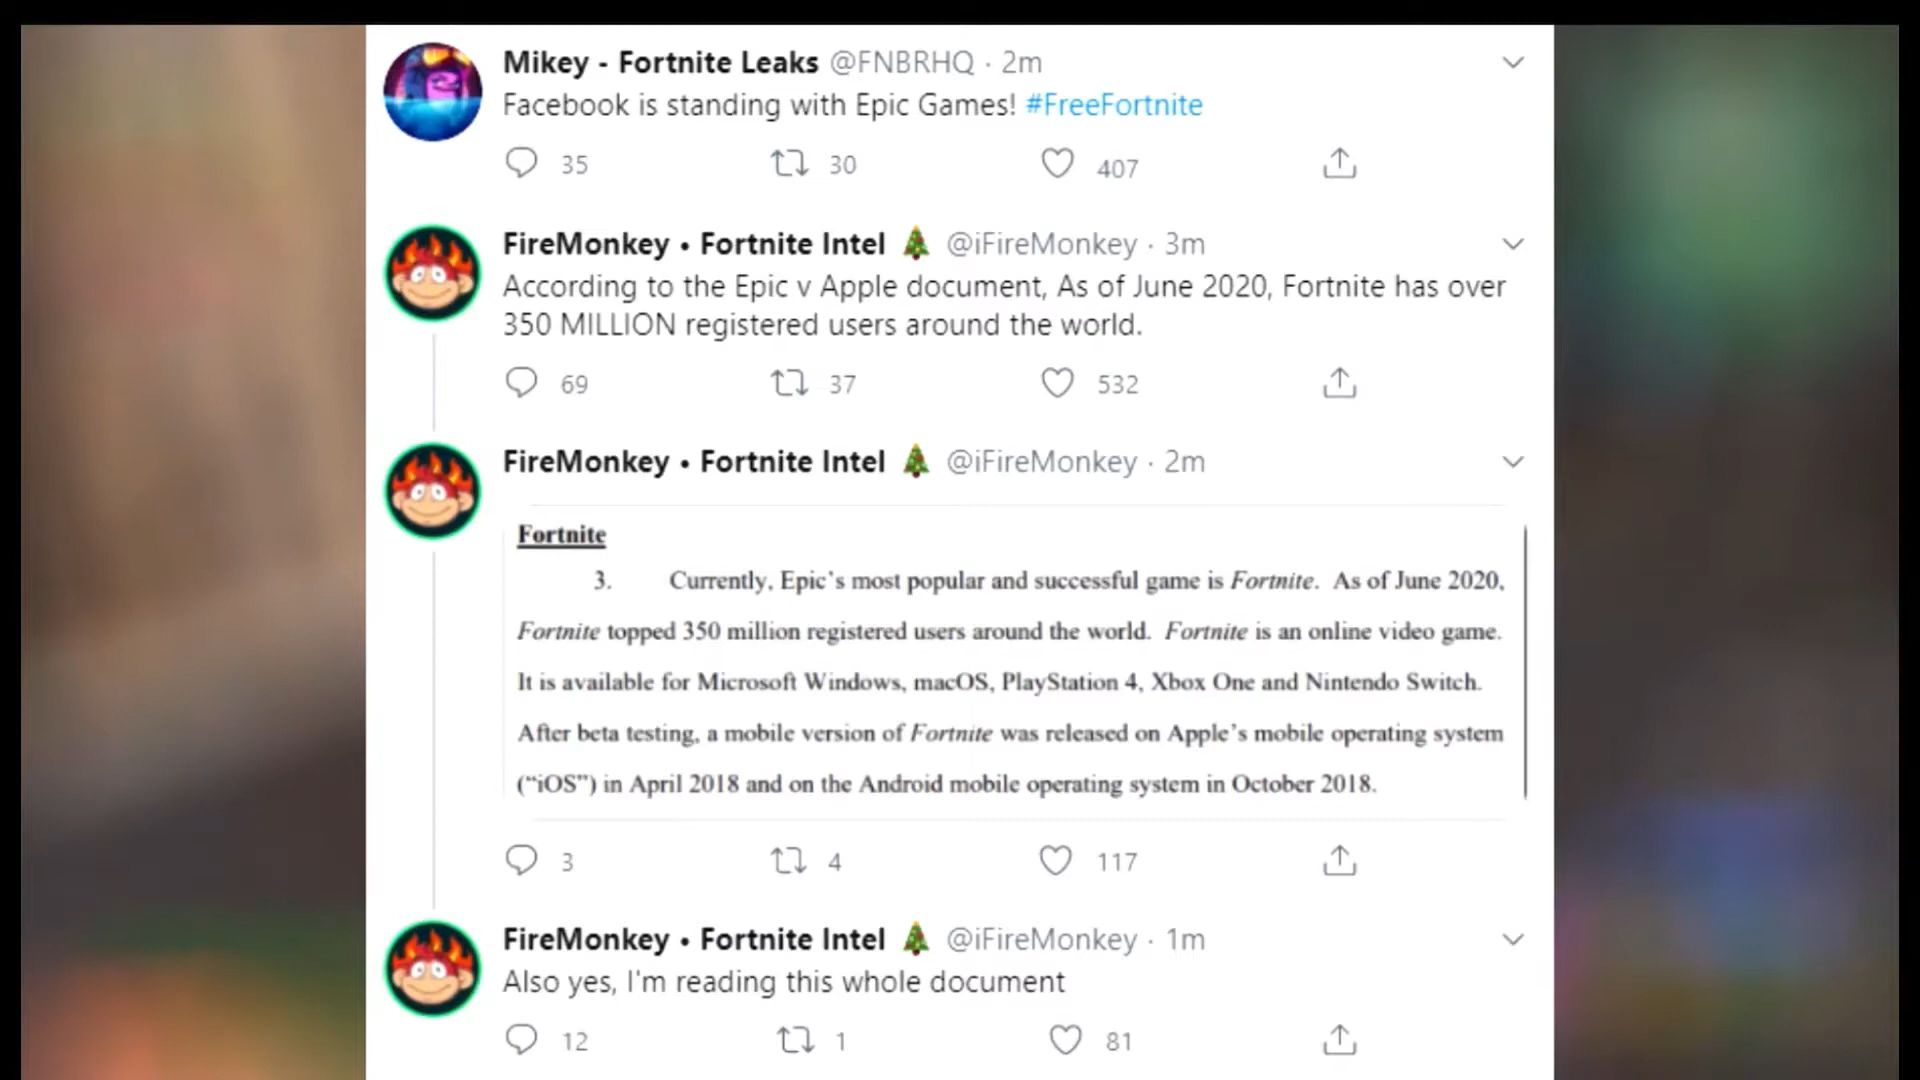 Mikey - Fortnite Leaks @FNBRHQ · 2m
Facebook is standing with Epic Games! #FreeFortnite
35 30 407
FireMonkey • Fortnite Intel 🎄 @iFireMonkey · 3m
According to the Epic v Apple document, As of June 2020, Fortnite has over
350 MILLION registered users around the world.
69 37 532
FireMonkey • Fortnite Intel 🎄 @iFireMonkey · 2m
Fortnite
3. Currently, Epic's most popular and successful game is Fortnite. As of June 2020,
Fortnite topped 350 million registered users around the world. Fortnite is an online video game.
It is available for Microsoft Windows, macOS, PlayStation 4, Xbox One and Nintendo Switch.
After beta testing, a mobile version of Fortnite was released on Apple's mobile operating system
(“iOS”) in April 2018 and on the Android mobile operating system in October 2018.
3 4 117
FireMonkey • Fortnite Intel 🎄 @iFireMonkey · 1m
Also yes, I'm reading this whole document
12 1 81